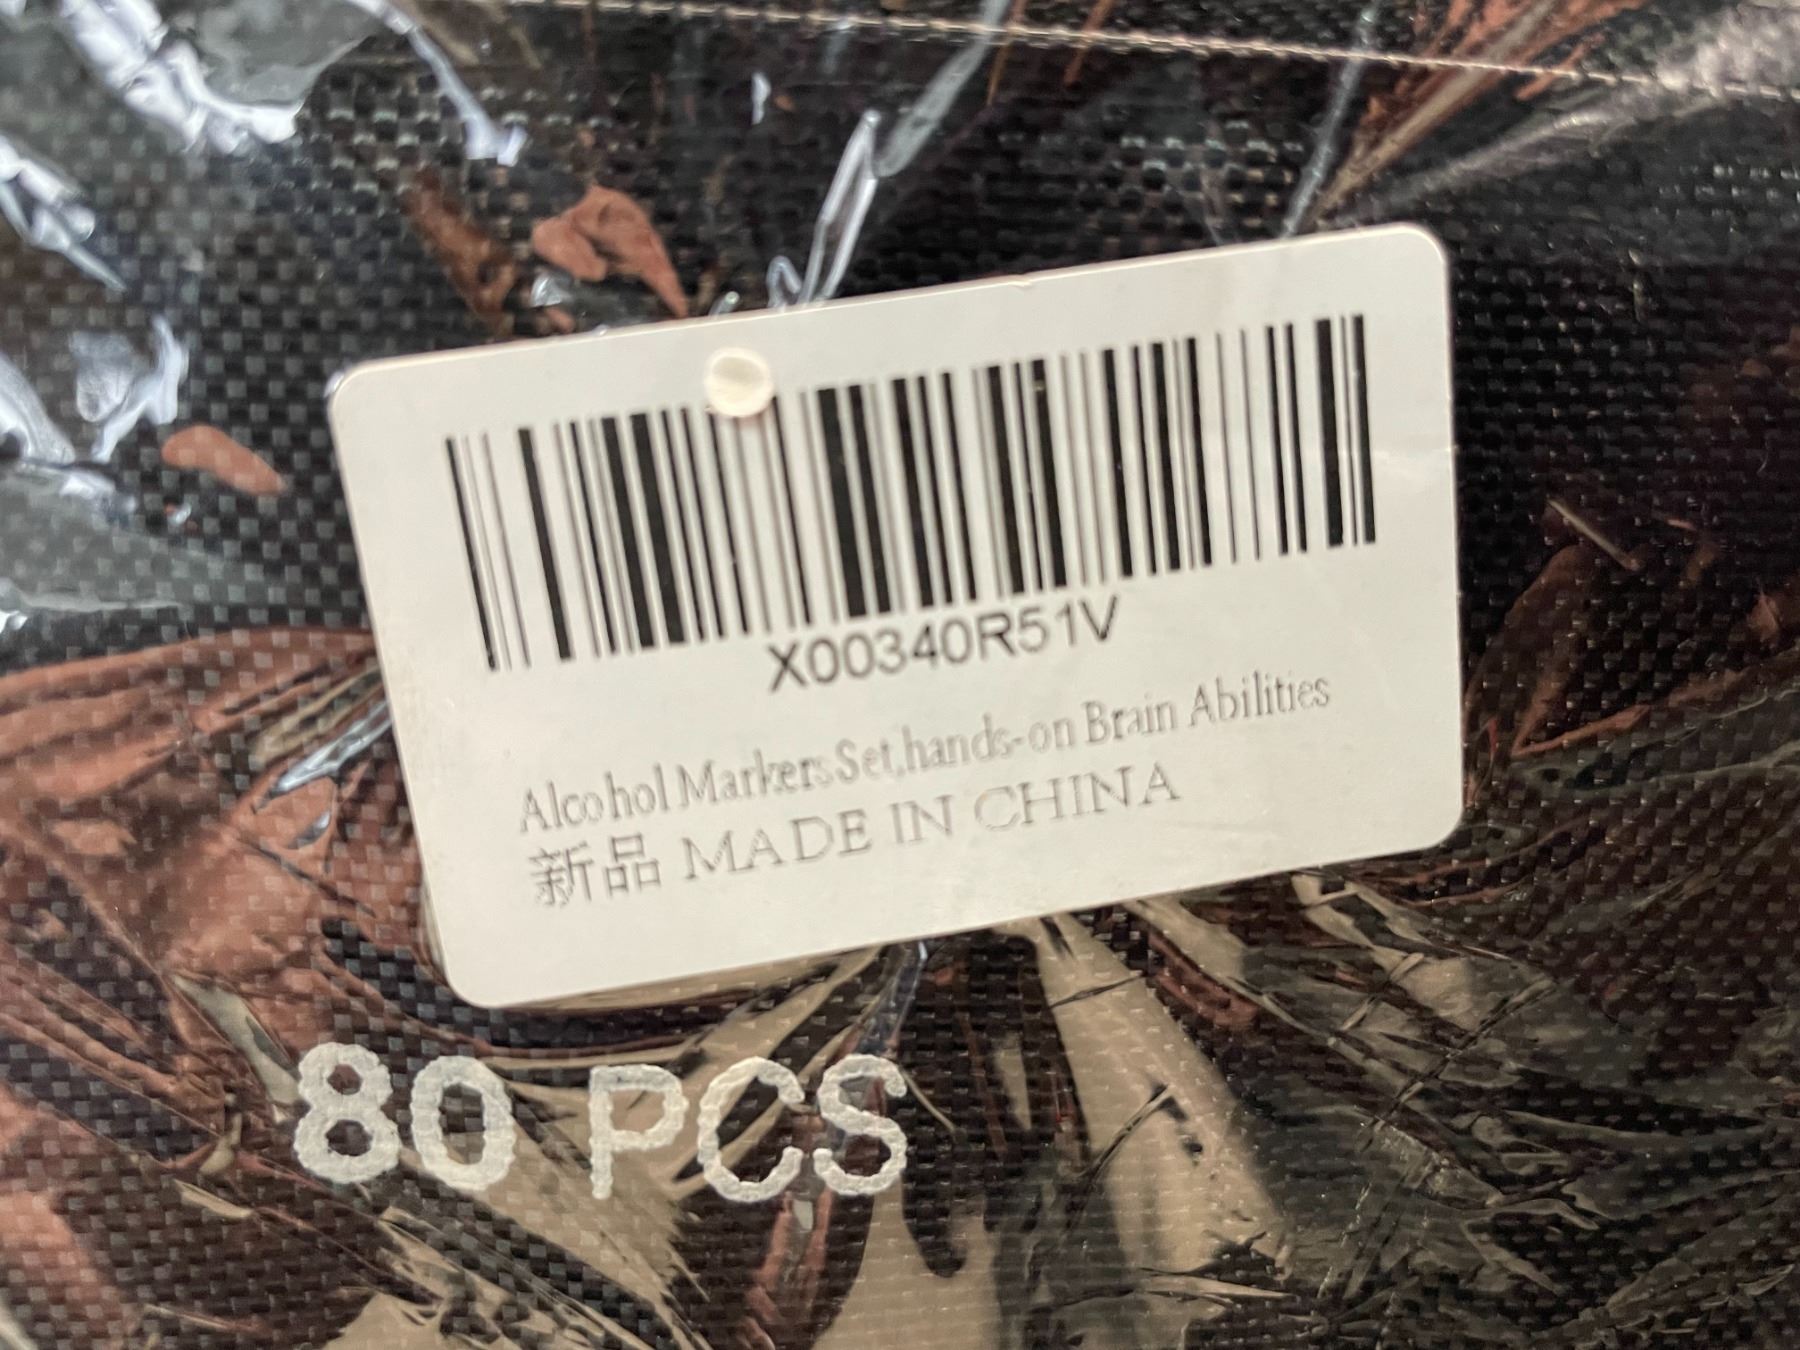 X00340R51V
Alcohol Markers Set,hands-on Brain Abilities
新品 MADE IN CHINA
80 PCS